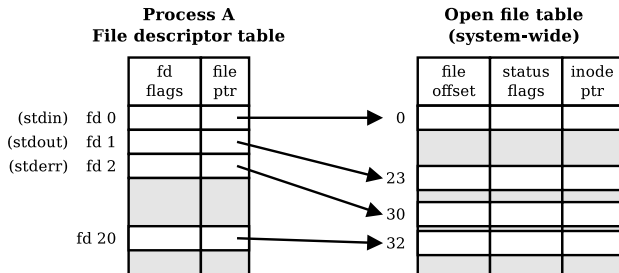 Process A
File descriptor table
fd
flags
file
ptr
(stdin) fd 0
(stdout) fd 1
(stderr) fd 2
fd 20
Open file table
(system-wide)
file
offset
status
flags
inode
ptr
0
23
30
32